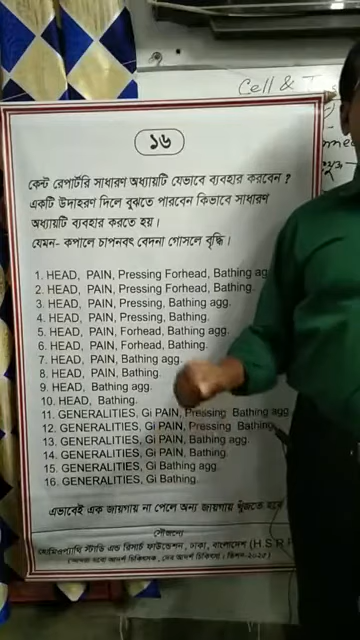 Cell &
১৬
কেন্ট রেপার্টরি সাধারণ অধ্যায়টি যেভাবে ব্যবহার করবেন ?
একটি উদাহরণ দিলে বুঝতে পারবেন কিভাবে সাধারণ
অধ্যায়টি ব্যবহার করতে হয়।
যেমন- কপালে চাপনবৎ বেদনা গোসলে বৃদ্ধি।
1. HEAD, PAIN, Pressing Forhead, Bathing ag
2. HEAD, PAIN, Pressing Forhead, Bathing.
3. HEAD, PAIN, Pressing, Bathing agg.
4. HEAD, PAIN, Pressing, Bathing.
5. HEAD, PAIN, Forhead, Bathing agg.
6. HEAD, PAIN, Forhead, Bathing.
7. HEAD, PAIN, Bathing agg.
8. HEAD, PAIN, Bathing.
9. HEAD, Bathing agg.
10. HEAD, Bathing.
11. GENERALITIES, Gi PAIN, Pressing Bathing agg
12. GENERALITIES, Gi PAIN, Pressing Bathing.
13. GENERALITIES, Gi PAIN, Bathing agg.
14. GENERALITIES, Gi PAIN, Bathing.
15. GENERALITIES, Gi Bathing agg.
16. GENERALITIES, Gi Bathing.
এভাবেই এক জায়গায় না পেলে অন্য জায়গায় খুঁজতে হবে
সৌজন্যে
হোমিওপ্যাথি স্টাডি এন্ড রিসার্চ ফাউন্ডেশন, ঢাকা, বাংলাদেশ (H.S.R.F